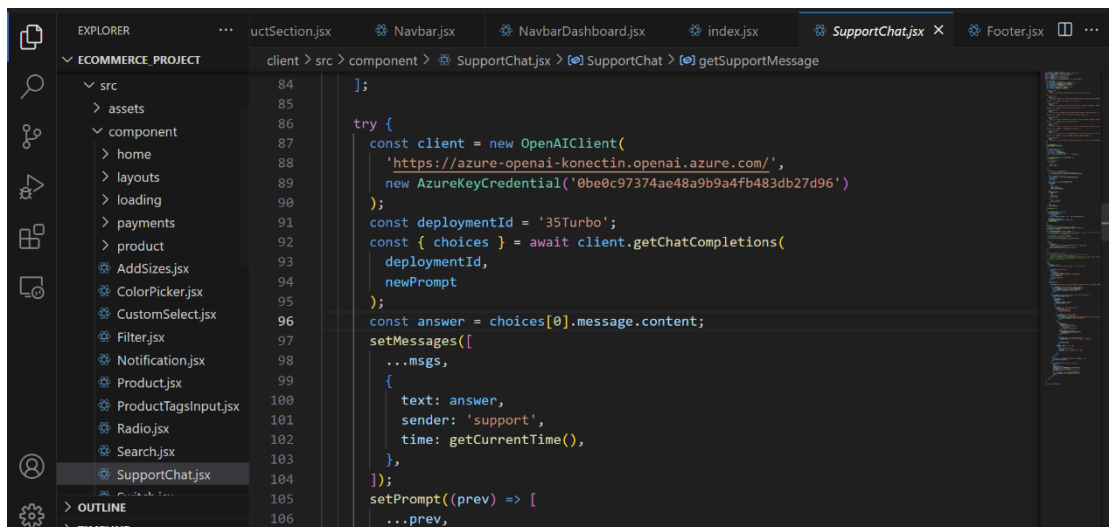 EXPLORER
uctSection.jsx
Navbar.jsx
NavbarDashboard.jsx
index.jsx
SupportChat.jsx
Footer.jsx
ECOMMERCE_PROJECT
client > src > component > SupportChat.jsx > SupportChat > getSupportMessage
src
assets
component
home
layouts
loading
payments
product
AddSizes.jsx
ColorPicker.jsx
CustomSelect.jsx
Filter.jsx
Notification.jsx
Product.jsx
ProductTagsInput.jsx
Radio.jsx
Search.jsx
SupportChat.jsx
OUTLINE
84 ];
85
86 try {
87 const client = new OpenAIClient(
88 'https://azure-openai-konectin.openai.azure.com/',
89 new AzureKeyCredential('0be0c97374ae48a9b9a4fb483db27d96')
90 );
91 const deploymentId = '35Turbo';
92 const { choices } = await client.getChatCompletions(
93 deploymentId,
94 newPrompt
95 );
96 const answer = choices[0].message.content;
97 setMessages([
98 ...msgs,
99 {
100 text: answer,
101 sender: 'support',
102 time: getCurrentTime(),
103 },
104 ]);
105 setPrompt((prev) => [
106 ...prev,